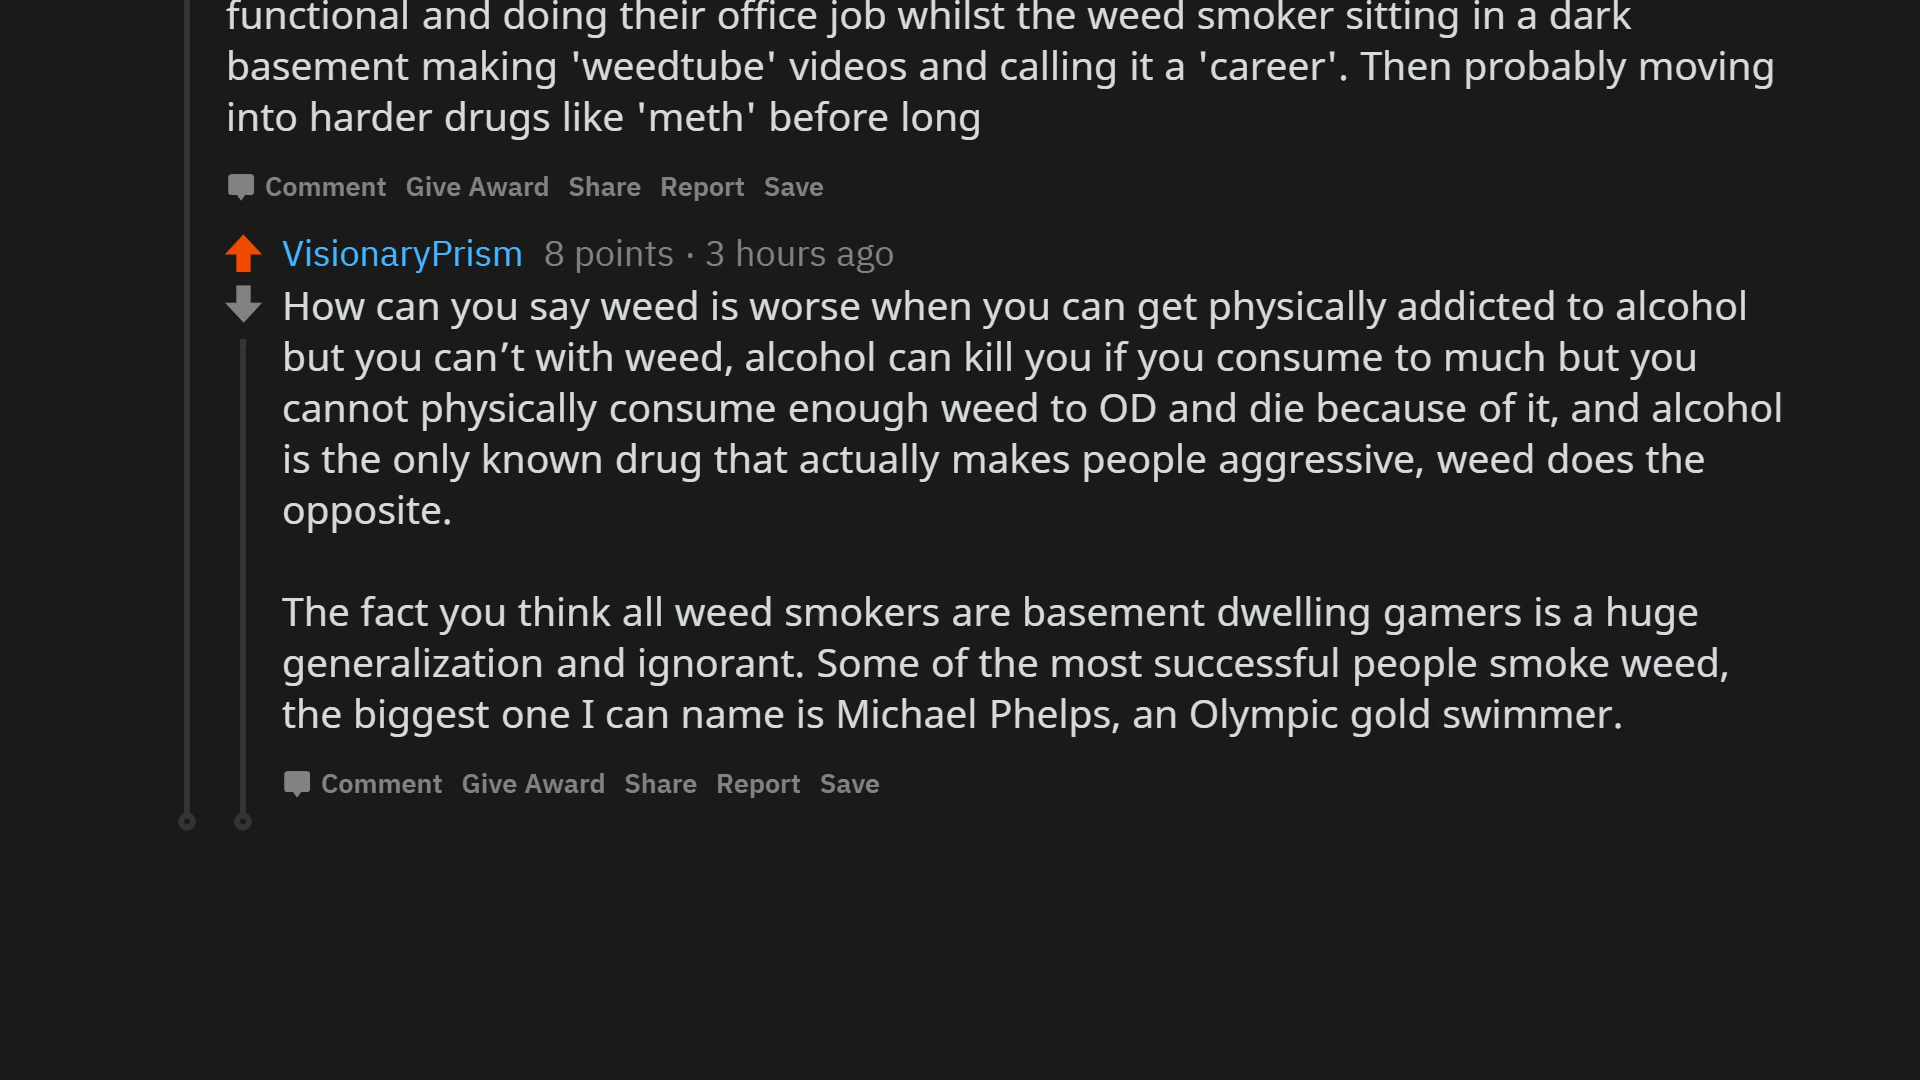 functional and doing their office job whilst the weed smoker sitting in a dark
basement making 'weedtube' videos and calling it a 'career'. Then probably moving
into harder drugs like 'meth' before long
Comment Give Award Share Report Save
VisionaryPrism 8 points · 3 hours ago
How can you say weed is worse when you can get physically addicted to alcohol
but you can’t with weed, alcohol can kill you if you consume to much but you
cannot physically consume enough weed to OD and die because of it, and alcohol
is the only known drug that actually makes people aggressive, weed does the
opposite.
The fact you think all weed smokers are basement dwelling gamers is a huge
generalization and ignorant. Some of the most successful people smoke weed,
the biggest one I can name is Michael Phelps, an Olympic gold swimmer.
Comment Give Award Share Report Save